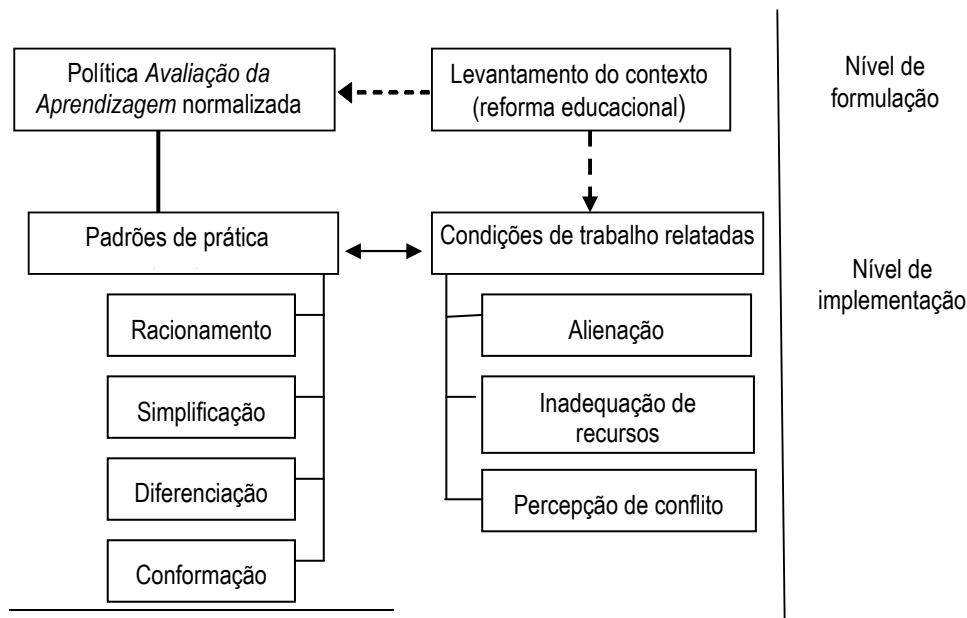 Política Avaliação da
Aprendizagem normalizada
Levantamento do contexto
(reforma educacional)
Nível de
formulação
Padrões de prática
Condições de trabalho relatadas
Nível de
implementação
Racionamento
Simplificação
Diferenciação
Conformação
Alienação
Inadequação de
recursos
Percepção de conflito